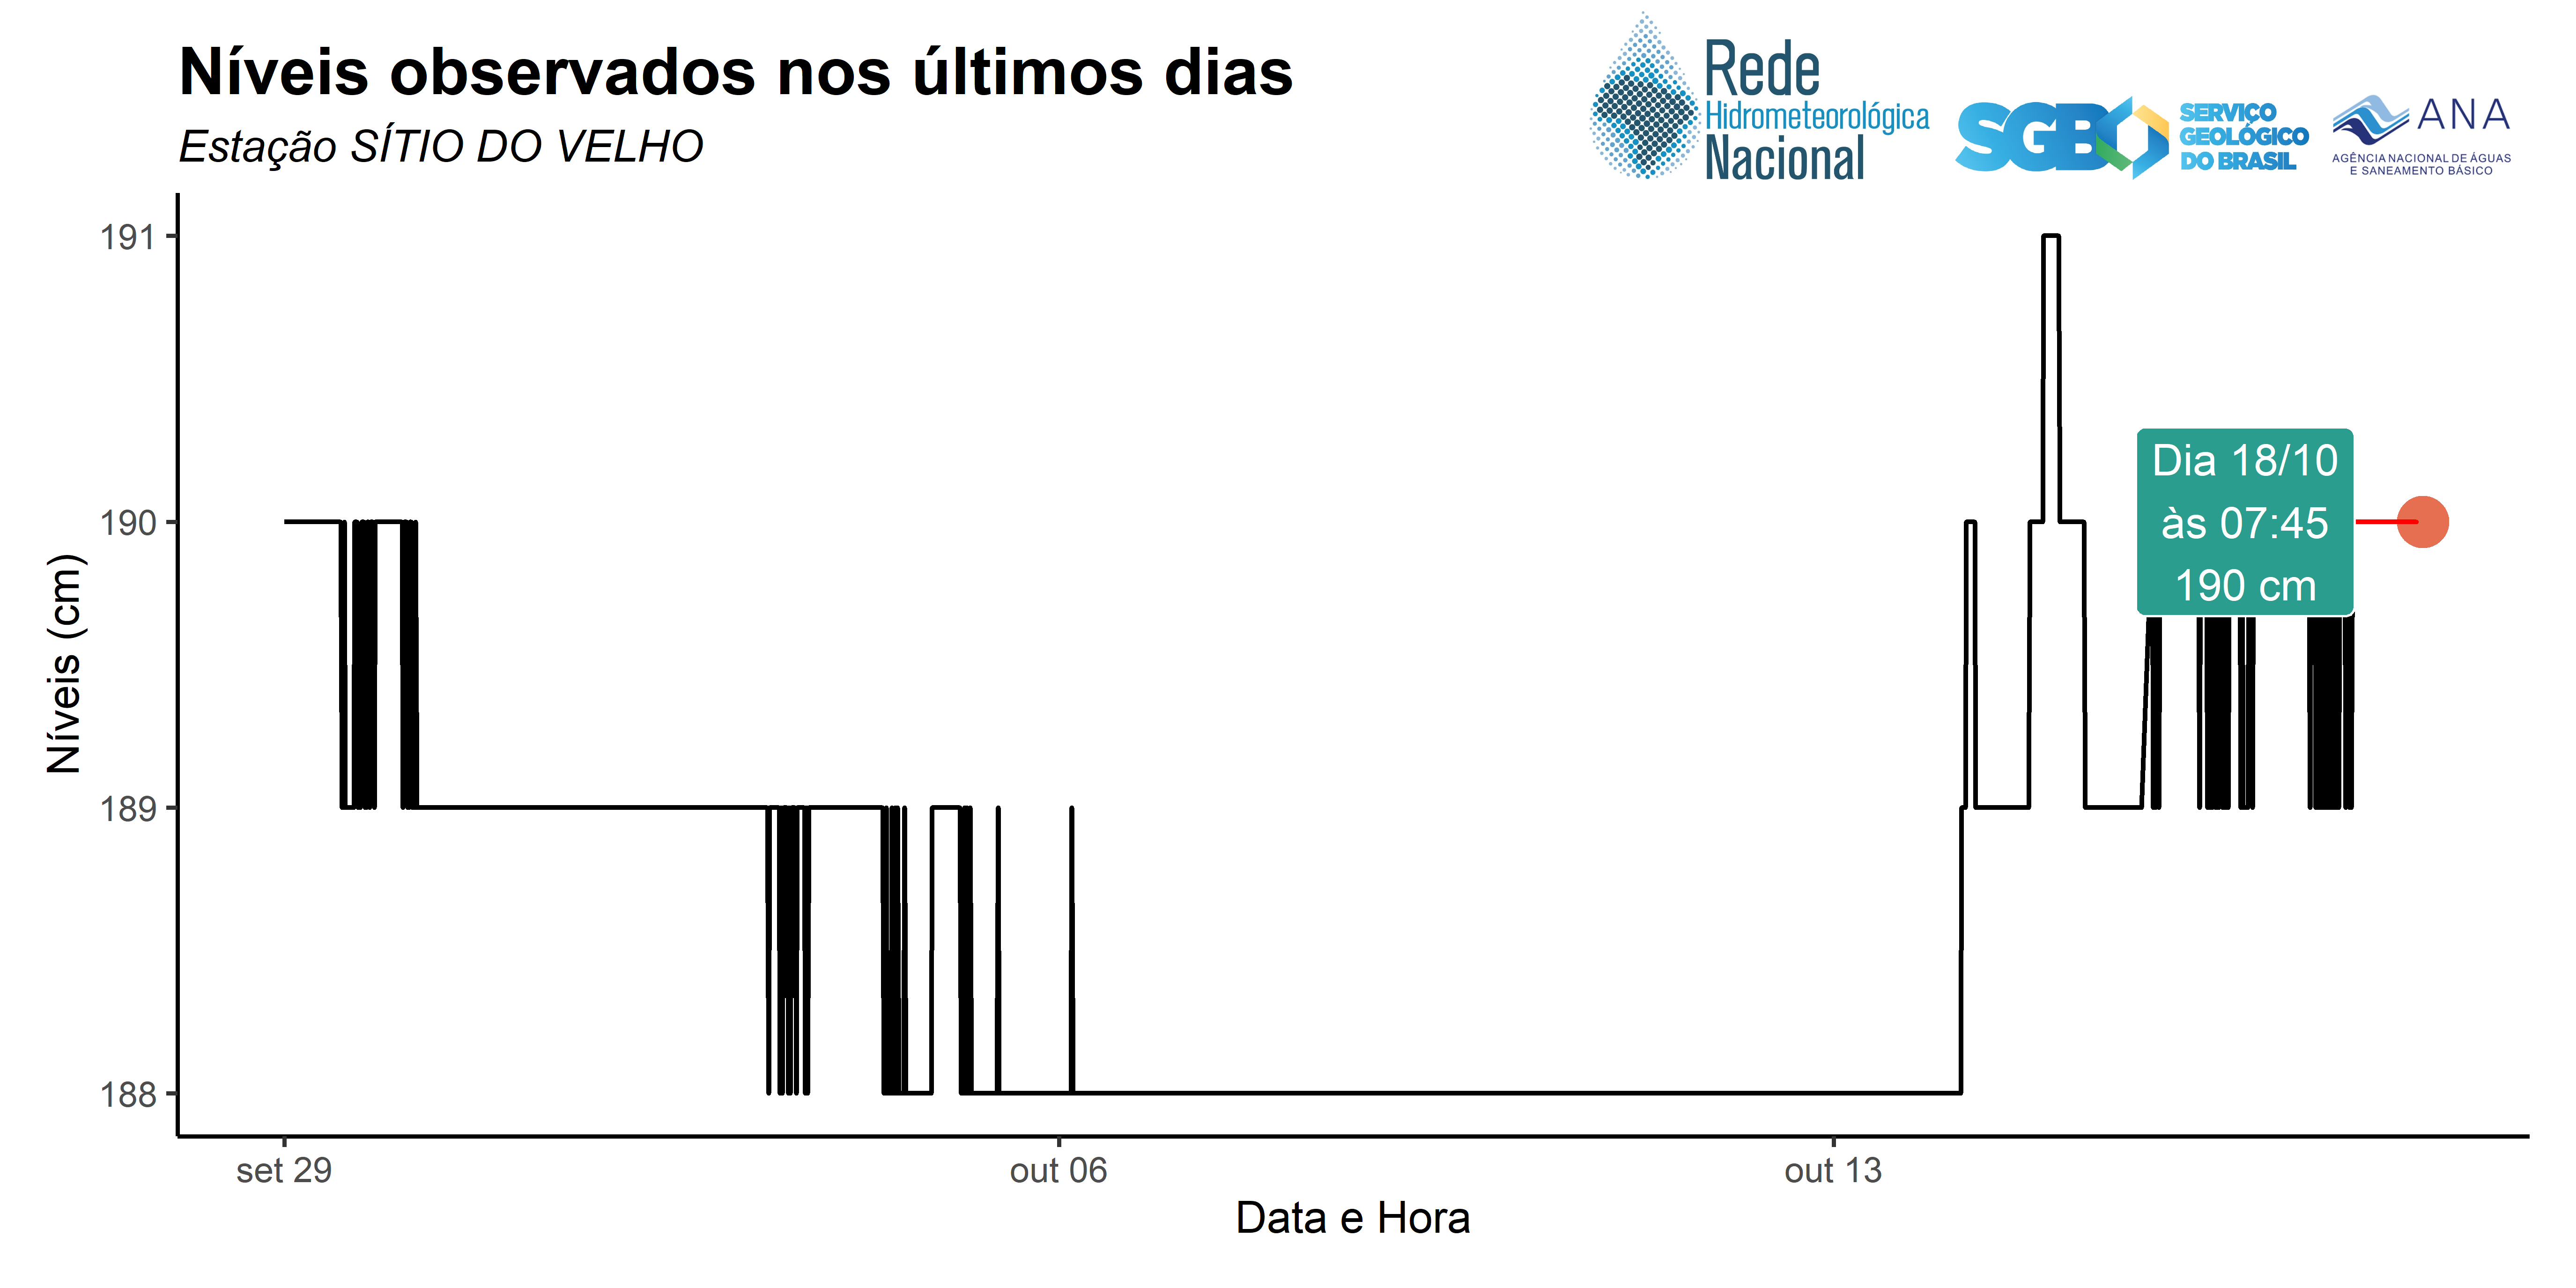 Níveis observados nos últimos dias
Estação SÍTIO DO VELHO
Rede
Hidrometeorológica
Nacional
SGB
SERVIÇO
GEOLÓGICO
DO BRASIL
ANA
AGÊNCIA NACIONAL DE ÁGUAS
E SANEAMENTO BÁSICO
191
190
189
188
Níveis (cm)
Dia 18/10
às 07:45
190 cm
set 29
out 06
out 13
Data e Hora